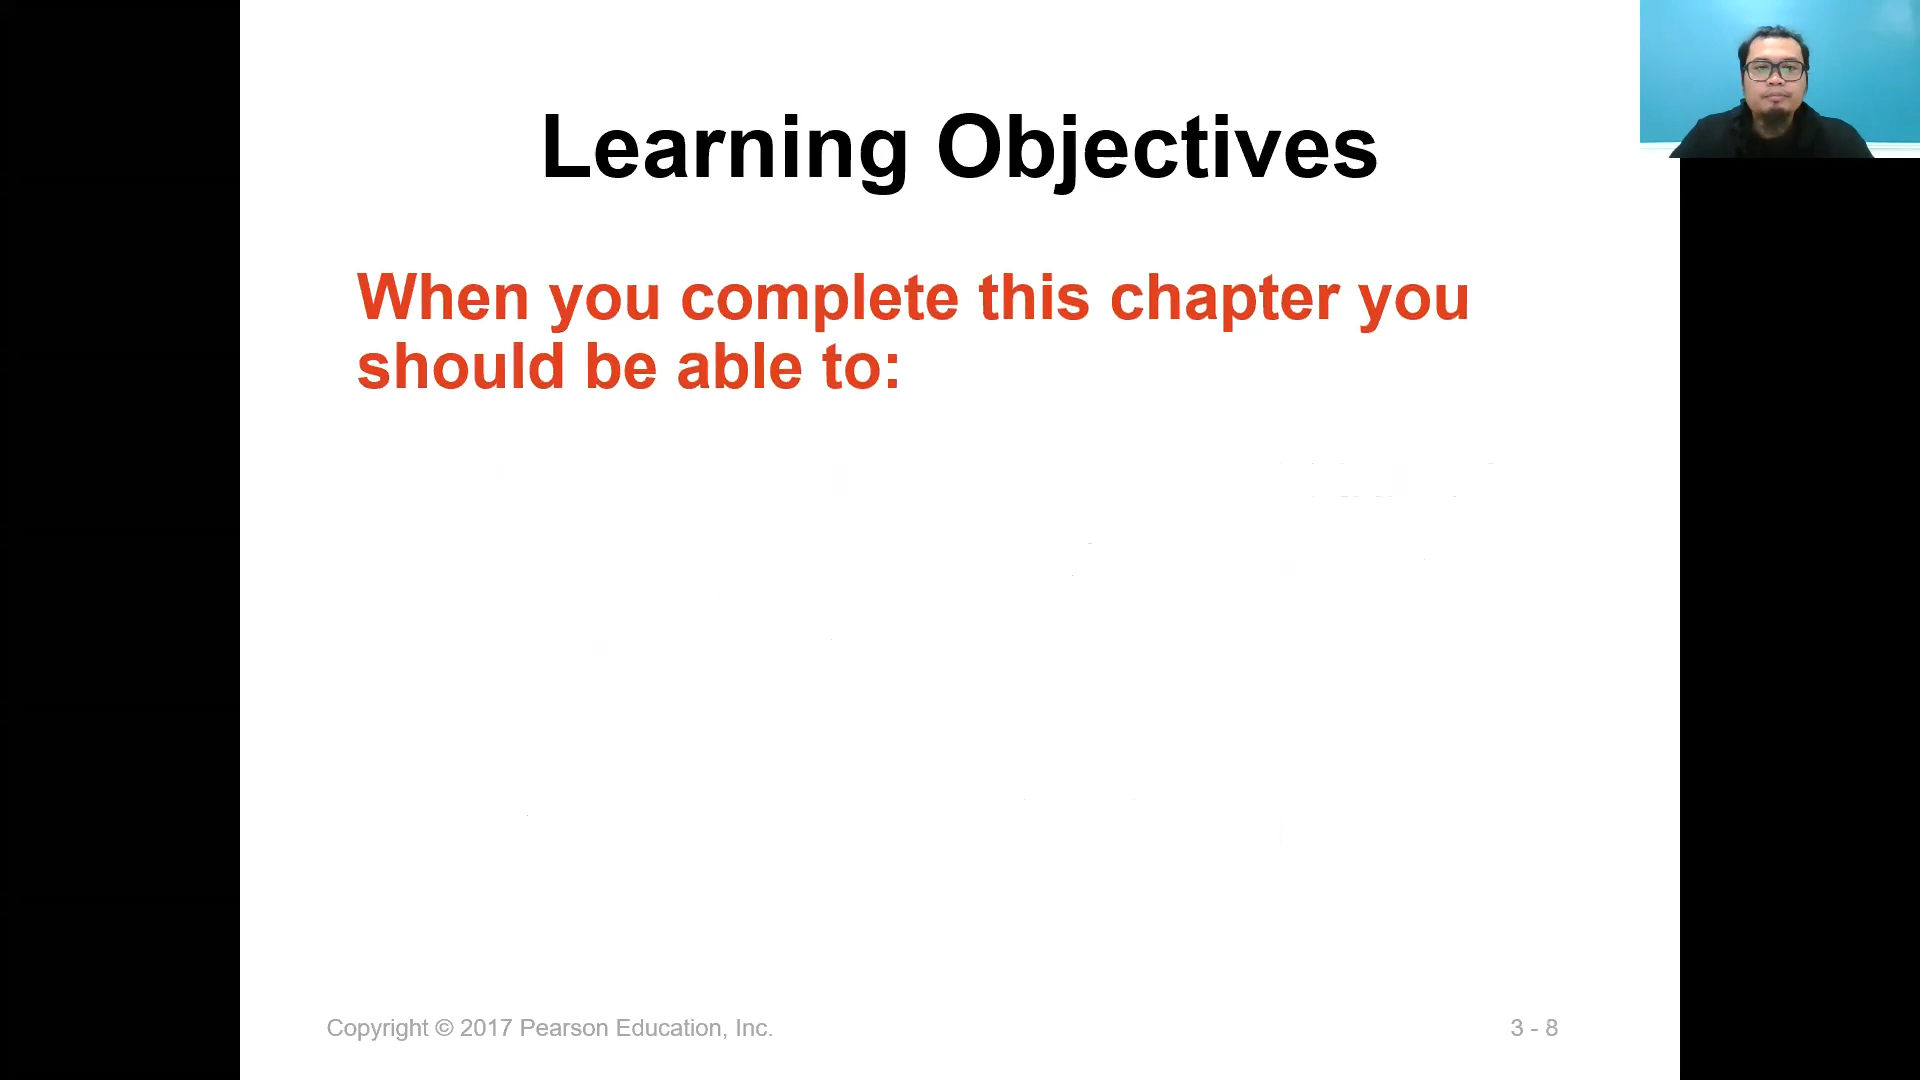 Learning Objectives
When you complete this chapter you
should be able to:
Copyright © 2017 Pearson Education, Inc.
3 - 8